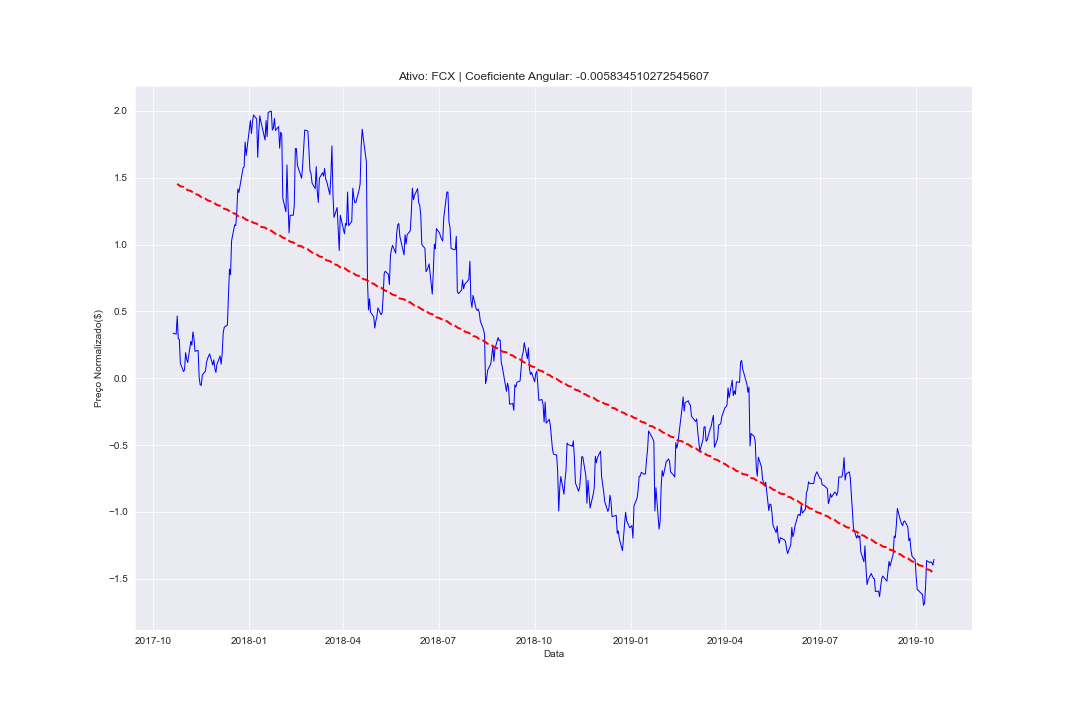 Ativo: FCX | Coeficiente Angular: -0.005834510272545607
2.0
1.5
1.0
0.5
0.0
−0.5
−1.0
−1.5
Preço Normalizado($)
2017-10 2018-01 2018-04 2018-07 2018-10 2019-01 2019-04 2019-07 2019-10
Data